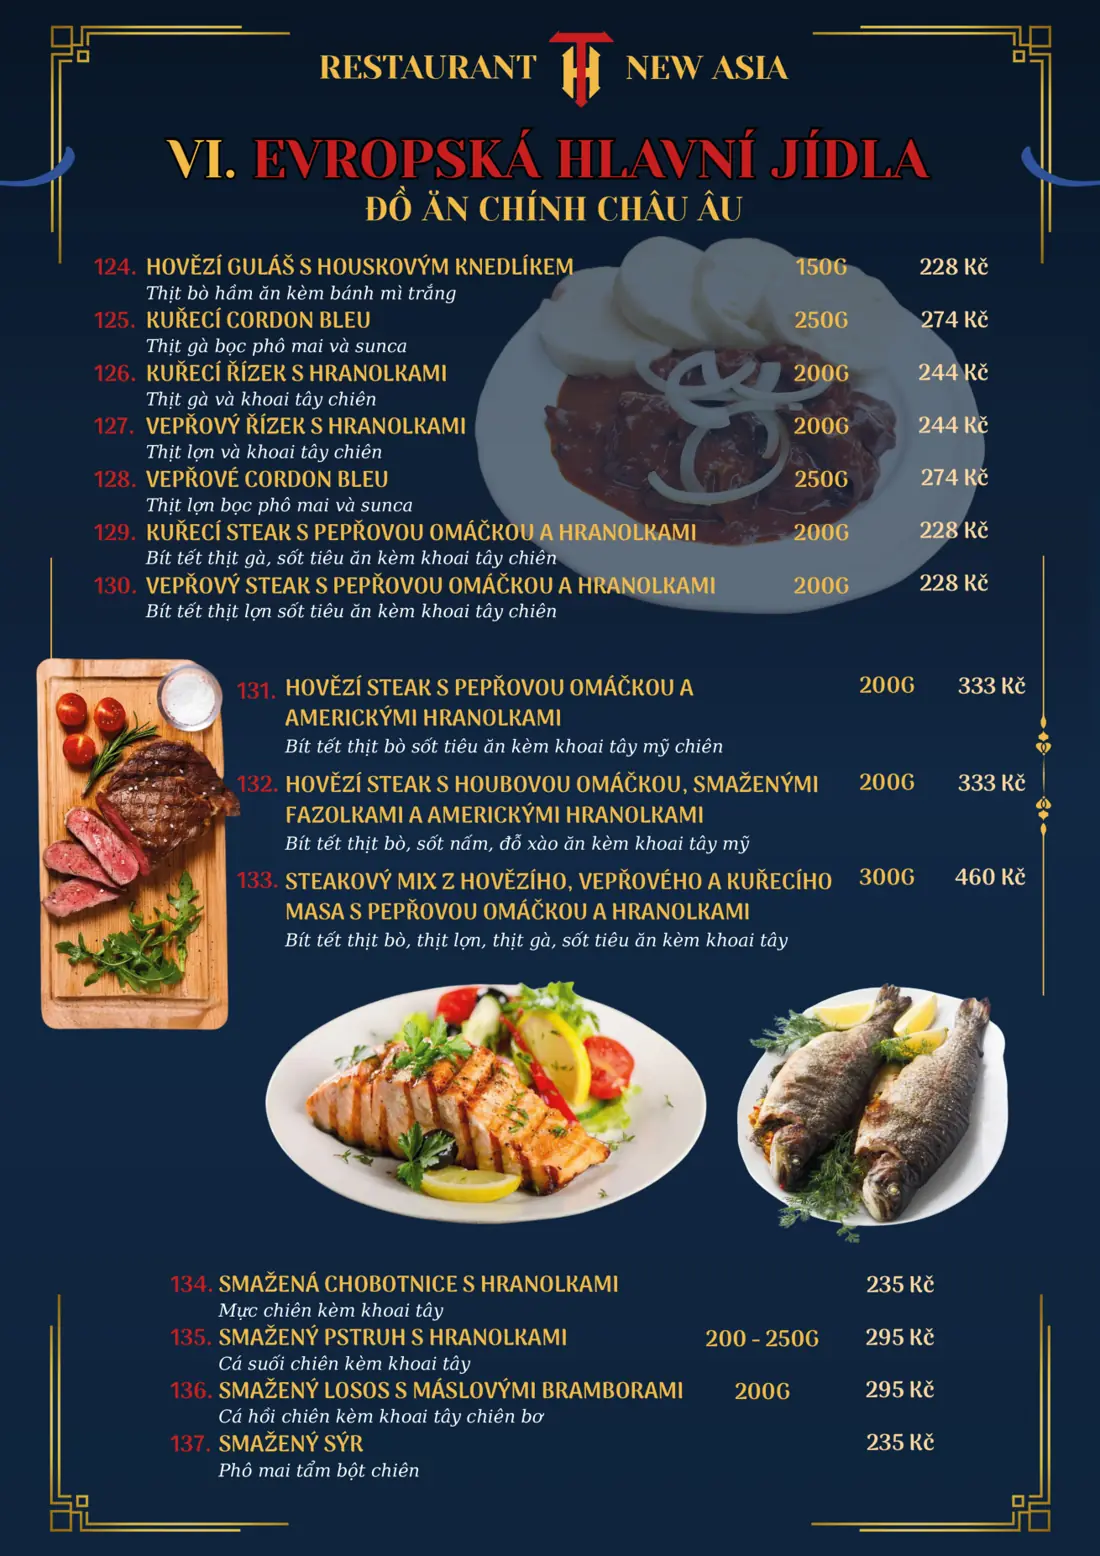 RESTAURANT TH NEW ASIA
VI. EVROPSKÁ HLAVNÍ JÍDLA
ĐỒ ĂN CHÍNH CHÂU ÂU
124. HOVĚZÍ GULÁŠ S HOUSKOVÝM KNEDLÍKEM 150G 228 Kč
Thịt bò hầm ăn kèm bánh mì trắng
125. KUŘECÍ CORDON BLEU 250G 274 Kč
Thịt gà bọc phô mai và sunca
126. KUŘECÍ ŘÍZEK S HRANOLKAMI 200G 244 Kč
Thịt gà và khoai tây chiên
127. VEPŘOVÝ ŘÍZEK S HRANOLKAMI 200G 244 Kč
Thịt lợn và khoai tây chiên
128. VEPŘOVÉ CORDON BLEU 250G 274 Kč
Thịt lợn bọc phô mai và sunca
129. KUŘECÍ STEAK S PEPŘOVOU OMÁČKOU A HRANOLKAMI 200G 228 Kč
Bít tết thịt gà, sốt tiêu ăn kèm khoai tây chiên
130. VEPŘOVÝ STEAK S PEPŘOVOU OMÁČKOU A HRANOLKAMI 200G 228 Kč
Bít tết thịt lợn sốt tiêu ăn kèm khoai tây chiên
131. HOVĚZÍ STEAK S PEPŘOVOU OMÁČKOU A 200G 333 Kč
AMERICKÝMI HRANOLKAMI
Bít tết thịt bò sốt tiêu ăn kèm khoai tây mỹ chiên
132. HOVĚZÍ STEAK S HOUBOVOU OMÁČKOU, SMAŽENÝMI 200G 333 Kč
FAZOLKAMI A AMERICKÝMI HRANOLKAMI
Bít tết thịt bò, sốt nấm, đỗ xào ăn kèm khoai tây mỹ
133. STEAKOVÝ MIX Z HOVĚZÍHO, VEPŘOVÉHO A KUŘECÍHO 300G 460 Kč
MASA S PEPŘOVOU OMÁČKOU A HRANOLKAMI
Bít tết thịt bò, thịt lợn, thịt gà, sốt tiêu ăn kèm khoai tây
134. SMAŽENÁ CHOBOTNICE S HRANOLKAMI 235 Kč
Mực chiên kèm khoai tây
135. SMAŽENÝ PSTRUH S HRANOLKAMI 200 - 250G 295 Kč
Cá suối chiên kèm khoai tây
136. SMAŽENÝ LOSOS S MÁSLOVÝMI BRAMBORAMI 200G 295 Kč
Cá hồi chiên kèm khoai tây chiên bơ
137. SMAŽENÝ SÝR 235 Kč
Phô mai tẩm bột chiên